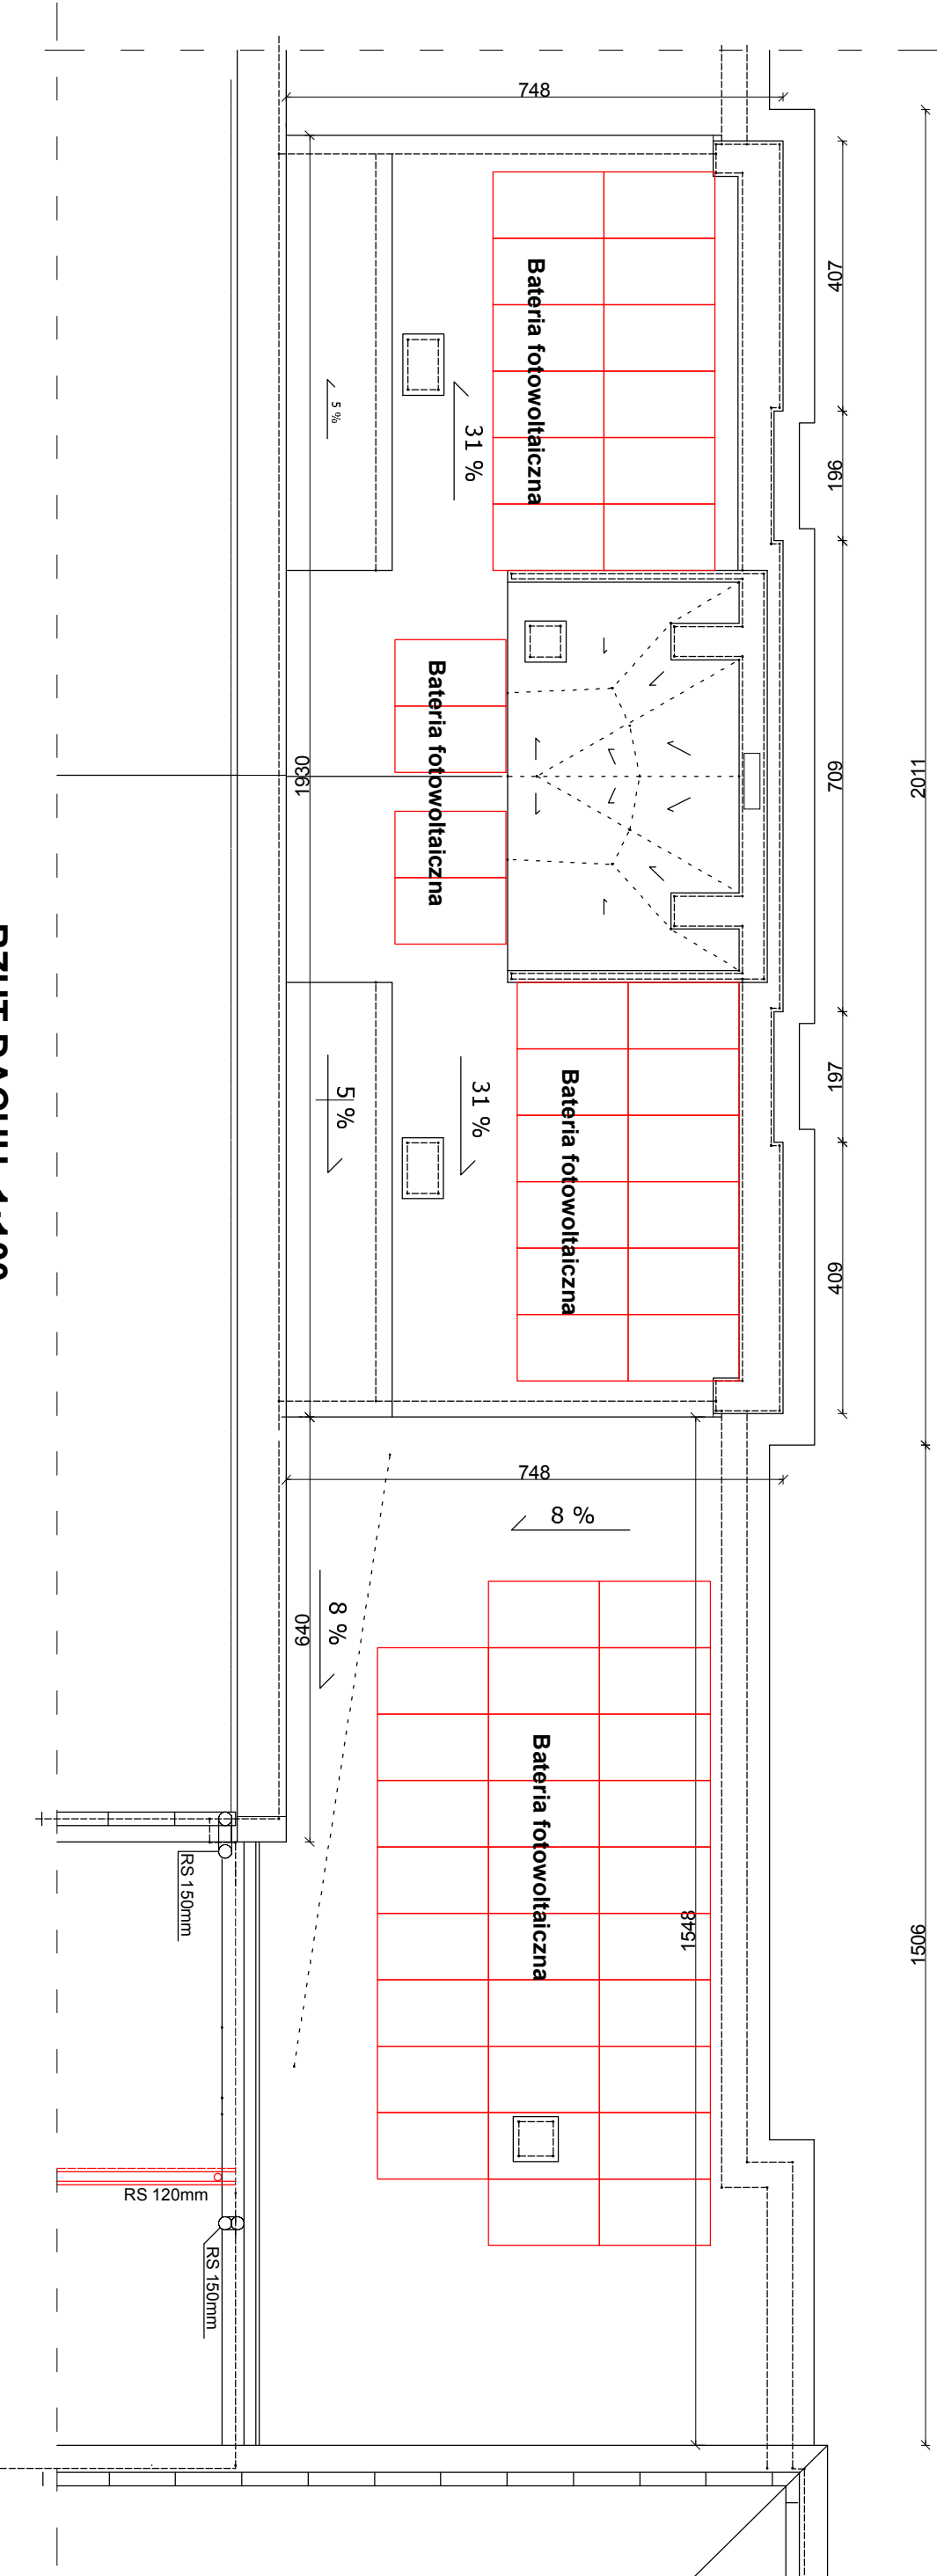 748
407
Bateria fotowoltaiczna
5 %
31 %
196
Bateria fotowoltaiczna
1930
709
2011
5 %
31 %
Bateria fotowoltaiczna
197
409
748
8 %
8 %
640
Bateria fotowoltaiczna
1548
1506
RS 150mm
RS 120mm
RS 150mm